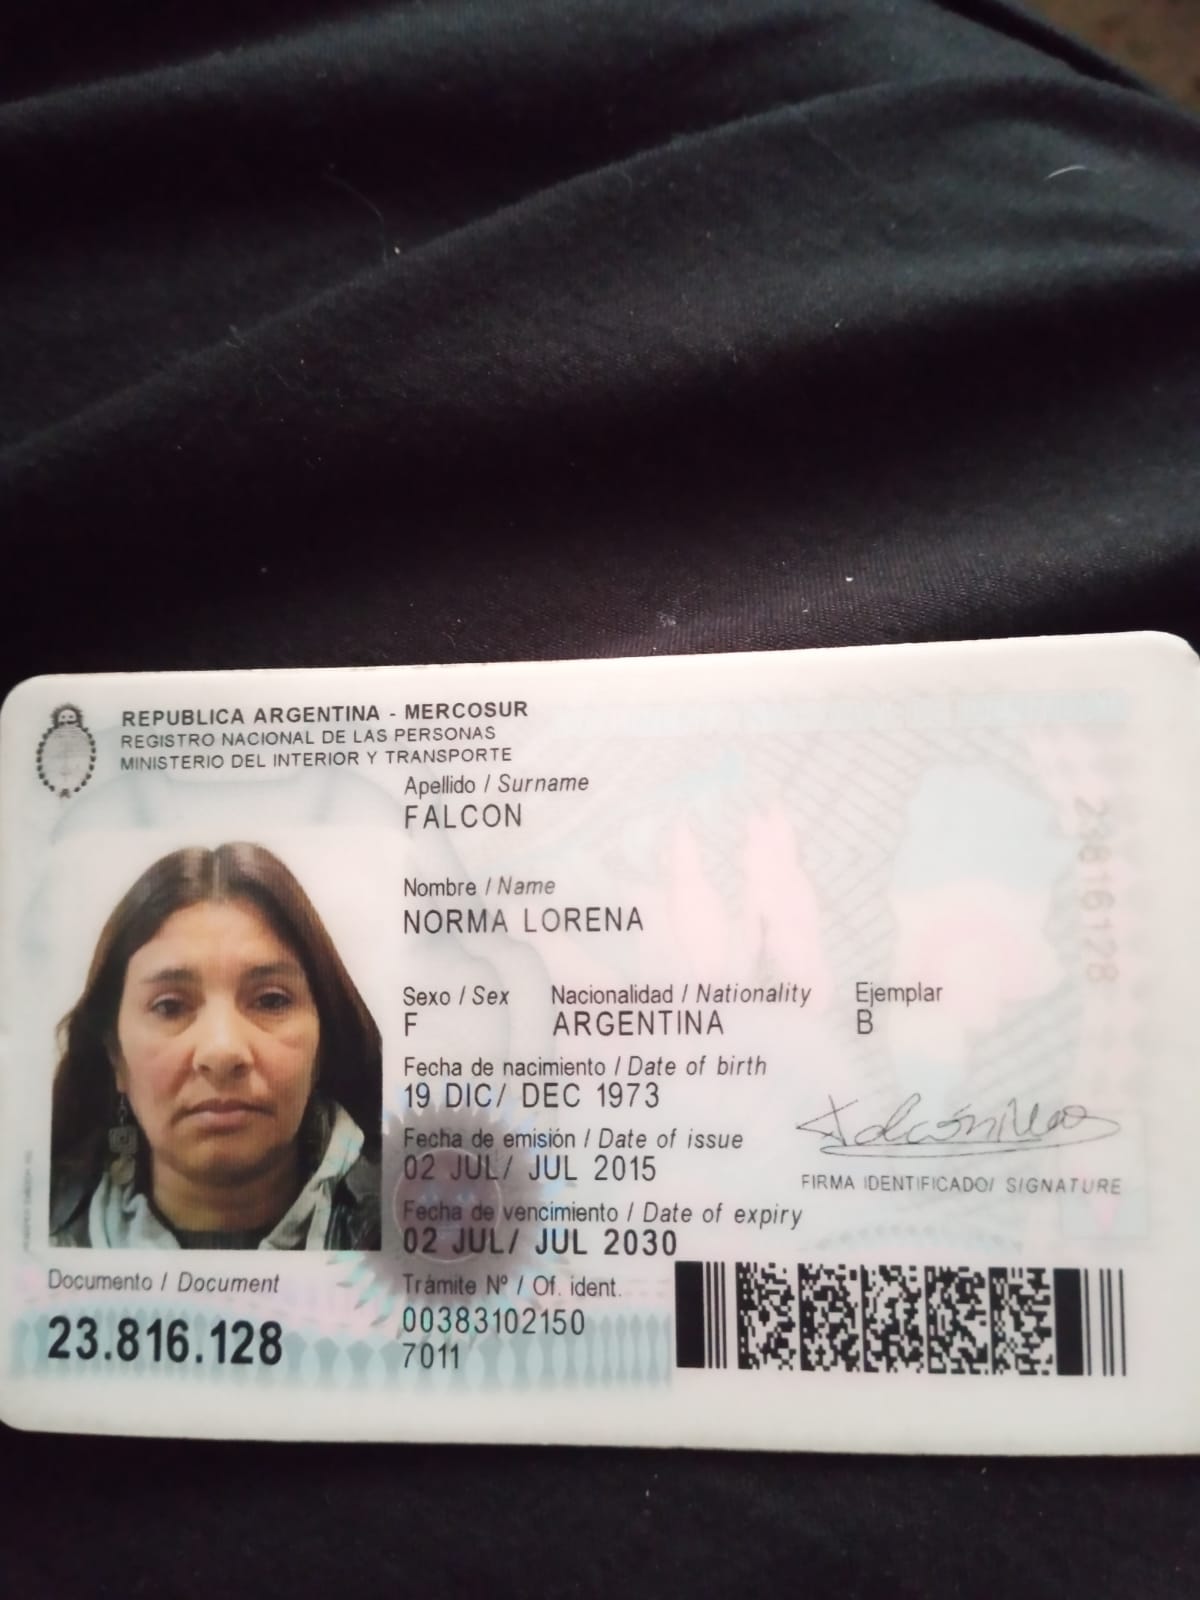 REPUBLICA ARGENTINA - MERCOSUR
REGISTRO NACIONAL DE LAS PERSONAS
MINISTERIO DEL INTERIOR Y TRANSPORTE
Apellido / Surname
FALCON
Nombre / Name
NORMA LORENA
Sexo / Sex Nacionalidad / Nationality Ejemplar
F ARGENTINA B
Fecha de nacimiento / Date of birth
19 DIC/ DEC 1973
Fecha de emisión / Date of issue
02 JUL/ JUL 2015
FIRMA IDENTIFICADO/ SIGNATURE
Fecha de vencimiento / Date of expiry
02 JUL/ JUL 2030
Documento / Document
23.816.128
Trámite Nº / Of. ident.
00383102150
7011
23816128